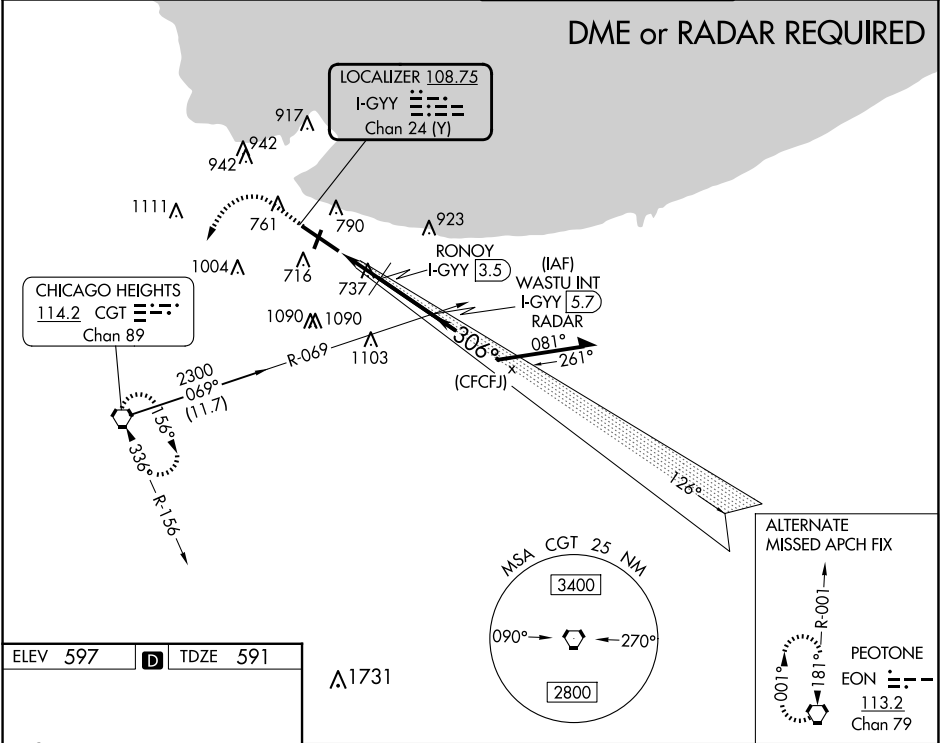 DME or RADAR REQUIRED
LOCALIZER 108.75
I-GYY
Chan 24 (Y)
917
942
942
1111
761
790
923
1004
716
737
RONOY
I-GYY 3.5
(IAF)
WASTU INT
I-GYY 5.7
RADAR
CHICAGO HEIGHTS
114.2 CGT
Chan 89
1090 1090
1103
306°
081°
261°
(CFCFJ)
x
R-069
2300
069°
(11.7)
156°
336°
R-156
126°
MSA CGT 25 NM
3400
090° 270°
2800
ALTERNATE
MISSED APCH FIX
R-001
001°
181°
PEOTONE
EON
113.2
Chan 79
ELEV 597 D TDZE 591
1731